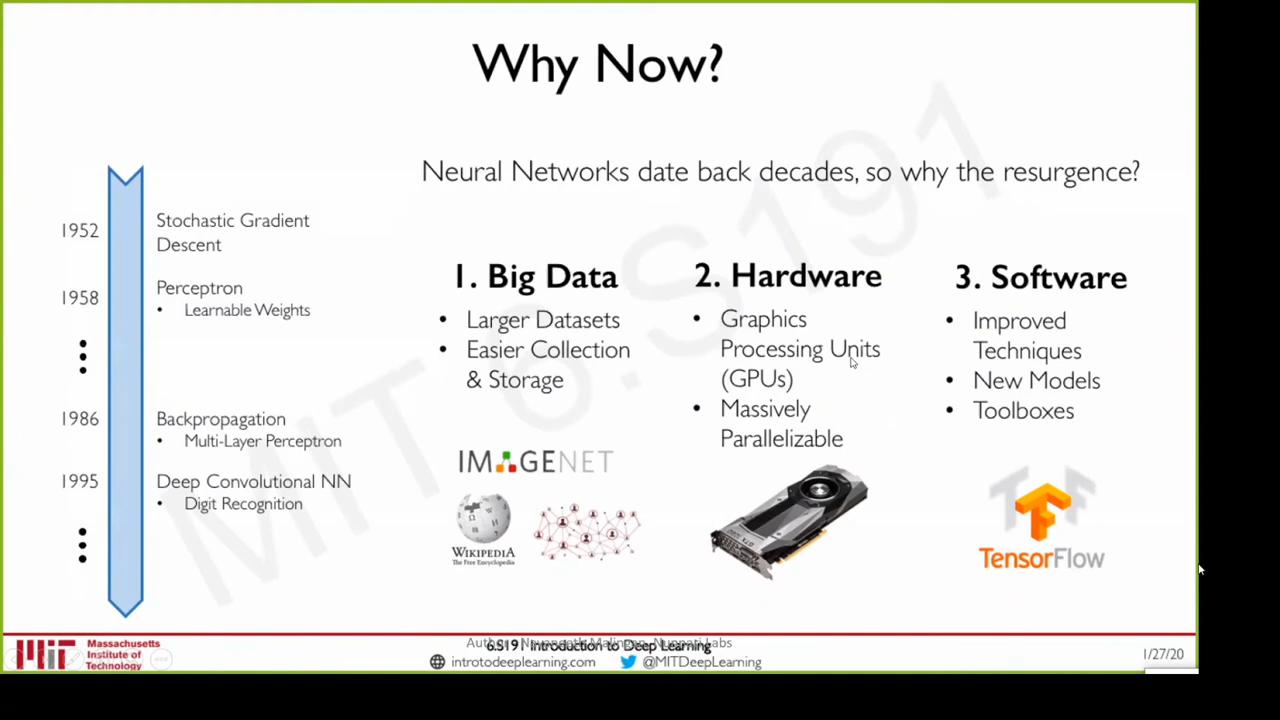 Why Now?
Neural Networks date back decades, so why the resurgence?
1952
Stochastic Gradient
Descent
1958
Perceptron
• Learnable Weights
1986
Backpropagation
• Multi-Layer Perceptron
1995
Deep Convolutional NN
• Digit Recognition
1. Big Data
• Larger Datasets
• Easier Collection
& Storage
IMAGENET
WIKIPEDIA
The Free Encyclopedia
2. Hardware
• Graphics
Processing Units
(GPUs)
• Massively
Parallelizable
3. Software
• Improved
Techniques
• New Models
• Toolboxes
TensorFlow
MIT 6.S191
Massachusetts
Institute of
Technology
6.S191 Introduction to Deep Learning
introtodeeplearning.com
@MITDeepLearning
1/27/20